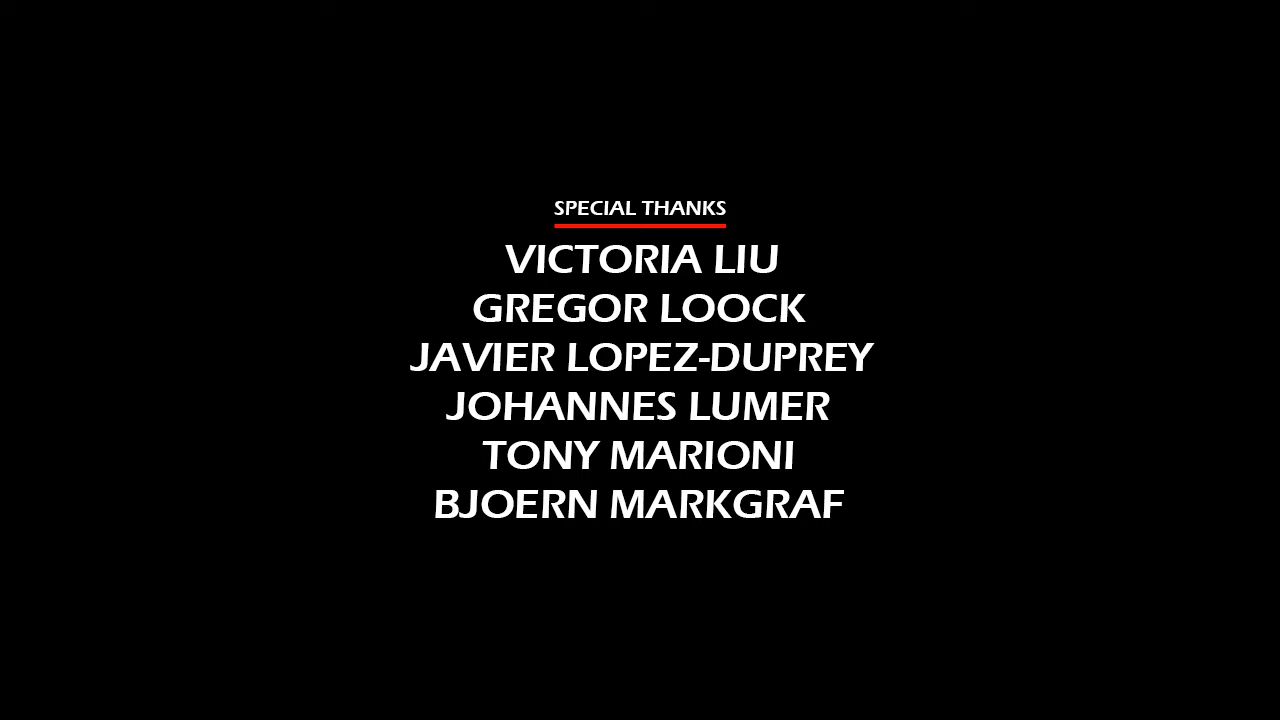 SPECIAL THANKS
VICTORIA LIU
GREGOR LOOCK
JAVIER LOPEZ-DUPREY
JOHANNES LUMER
TONY MARIONI
BJOERN MARKGRAF